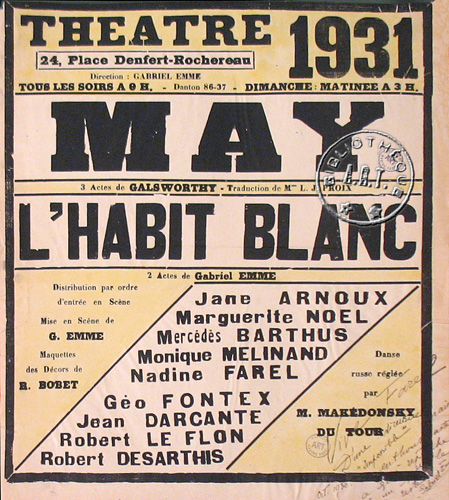 THEATRE 1931
24, Place Denfert-Rochereau
Direction : GABRIEL EMME
TOUS LES SOIRS A 9 H. - Danton 86-37 - DIMANCHE : MATINEE A 3 H.
MAY
BIBLIOTHÈQUE
A.R.T.
3 Actes de GALSWORTHY - Traduction de Mme L. J. PROIX
L'HABIT BLANC
2 Actes de Gabriel EMME
Distribution par ordre
d'entrée en Scène
Mise en Scène de
G. EMME
Maquettes
des Décors de
R. BOBET
Jane ARNOUX
Marguerite NOEL
Mercédès BARTHUS
Monique MÉLINAND
Nadine FAREL
Géo FONTEX
Jean DARCANTE
Robert LE FLON
Robert DESARTHIS
Danse
russe réglée
par
M. MAKÉDONSKY
DU TOUR